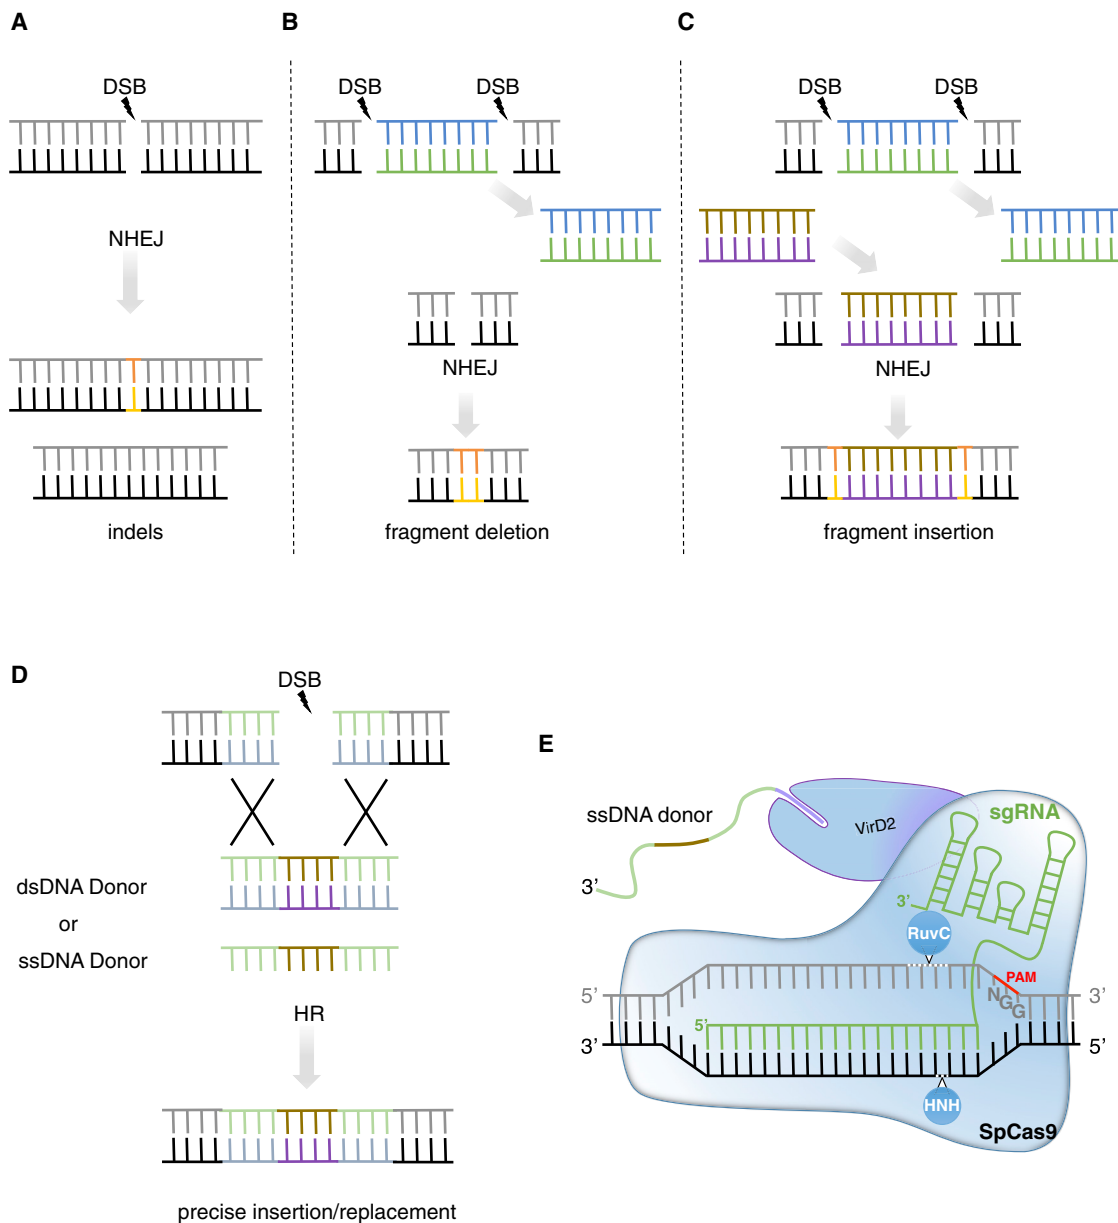 A
DSB
NHEJ
indels
B
DSB DSB
NHEJ
fragment deletion
C
DSB DSB
NHEJ
fragment insertion
D
DSB
dsDNA Donor
or
ssDNA Donor
HR
precise insertion/replacement
E
ssDNA donor
3’
VirD2
sgRNA
3’
RuvC
PAM
NGG
5’ 3’
5’
3’ 5’
HNH
SpCas9